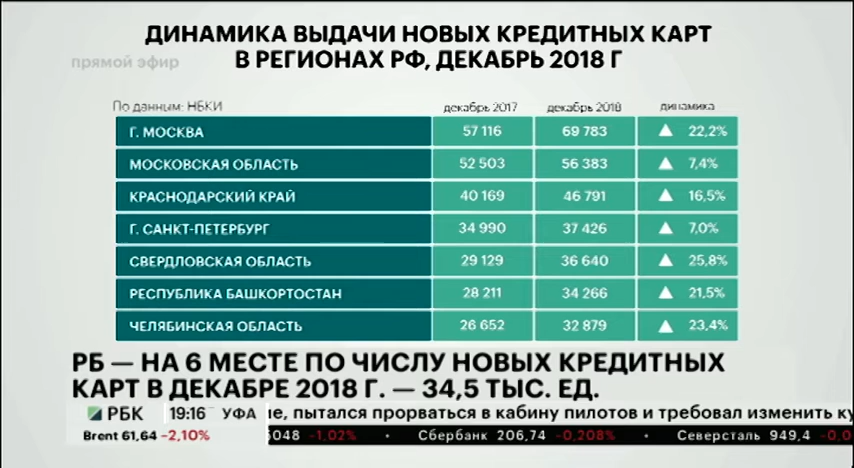 ДИНАМИКА ВЫДАЧИ НОВЫХ КРЕДИТНЫХ КАРТ
В РЕГИОНАХ РФ, ДЕКАБРЬ 2018 Г
прямой эфир
По данным: НБКИ декабрь 2017 декабрь 2018 динамика
Г. МОСКВА 57 116 69 783 ▲ 22,2%
МОСКОВСКАЯ ОБЛАСТЬ 52 503 56 383 ▲ 7,4%
КРАСНОДАРСКИЙ КРАЙ 40 169 46 791 ▲ 16,5%
Г. САНКТ-ПЕТЕРБУРГ 34 990 37 426 ▲ 7,0%
СВЕРДЛОВСКАЯ ОБЛАСТЬ 29 129 36 640 ▲ 25,8%
РЕСПУБЛИКА БАШКОРТОСТАН 28 211 34 266 ▲ 21,5%
ЧЕЛЯБИНСКАЯ ОБЛАСТЬ 26 652 32 879 ▲ 23,4%
РБ — НА 6 МЕСТЕ ПО ЧИСЛУ НОВЫХ КРЕДИТНЫХ
КАРТ В ДЕКАБРЕ 2018 Г. — 34,5 ТЫС. ЕД.
РБК 19:16 УФА пытался прорваться в кабину пилотов и требовал изменить
Brent 61,64 -2,10% -1,02% • Сбербанк 206,74 -0,208% • Северсталь 949,4